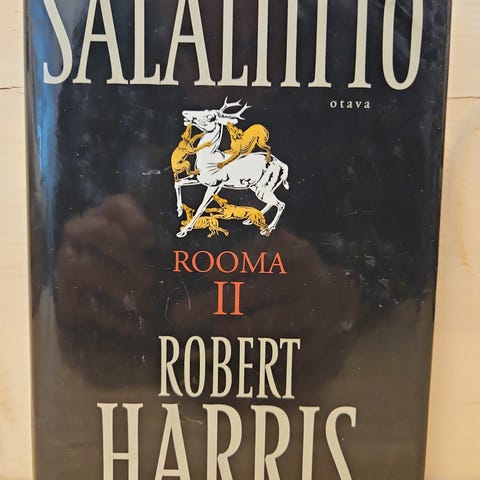 SALALIITTO
otava
ROOMA
II
ROBERT
HARRIS